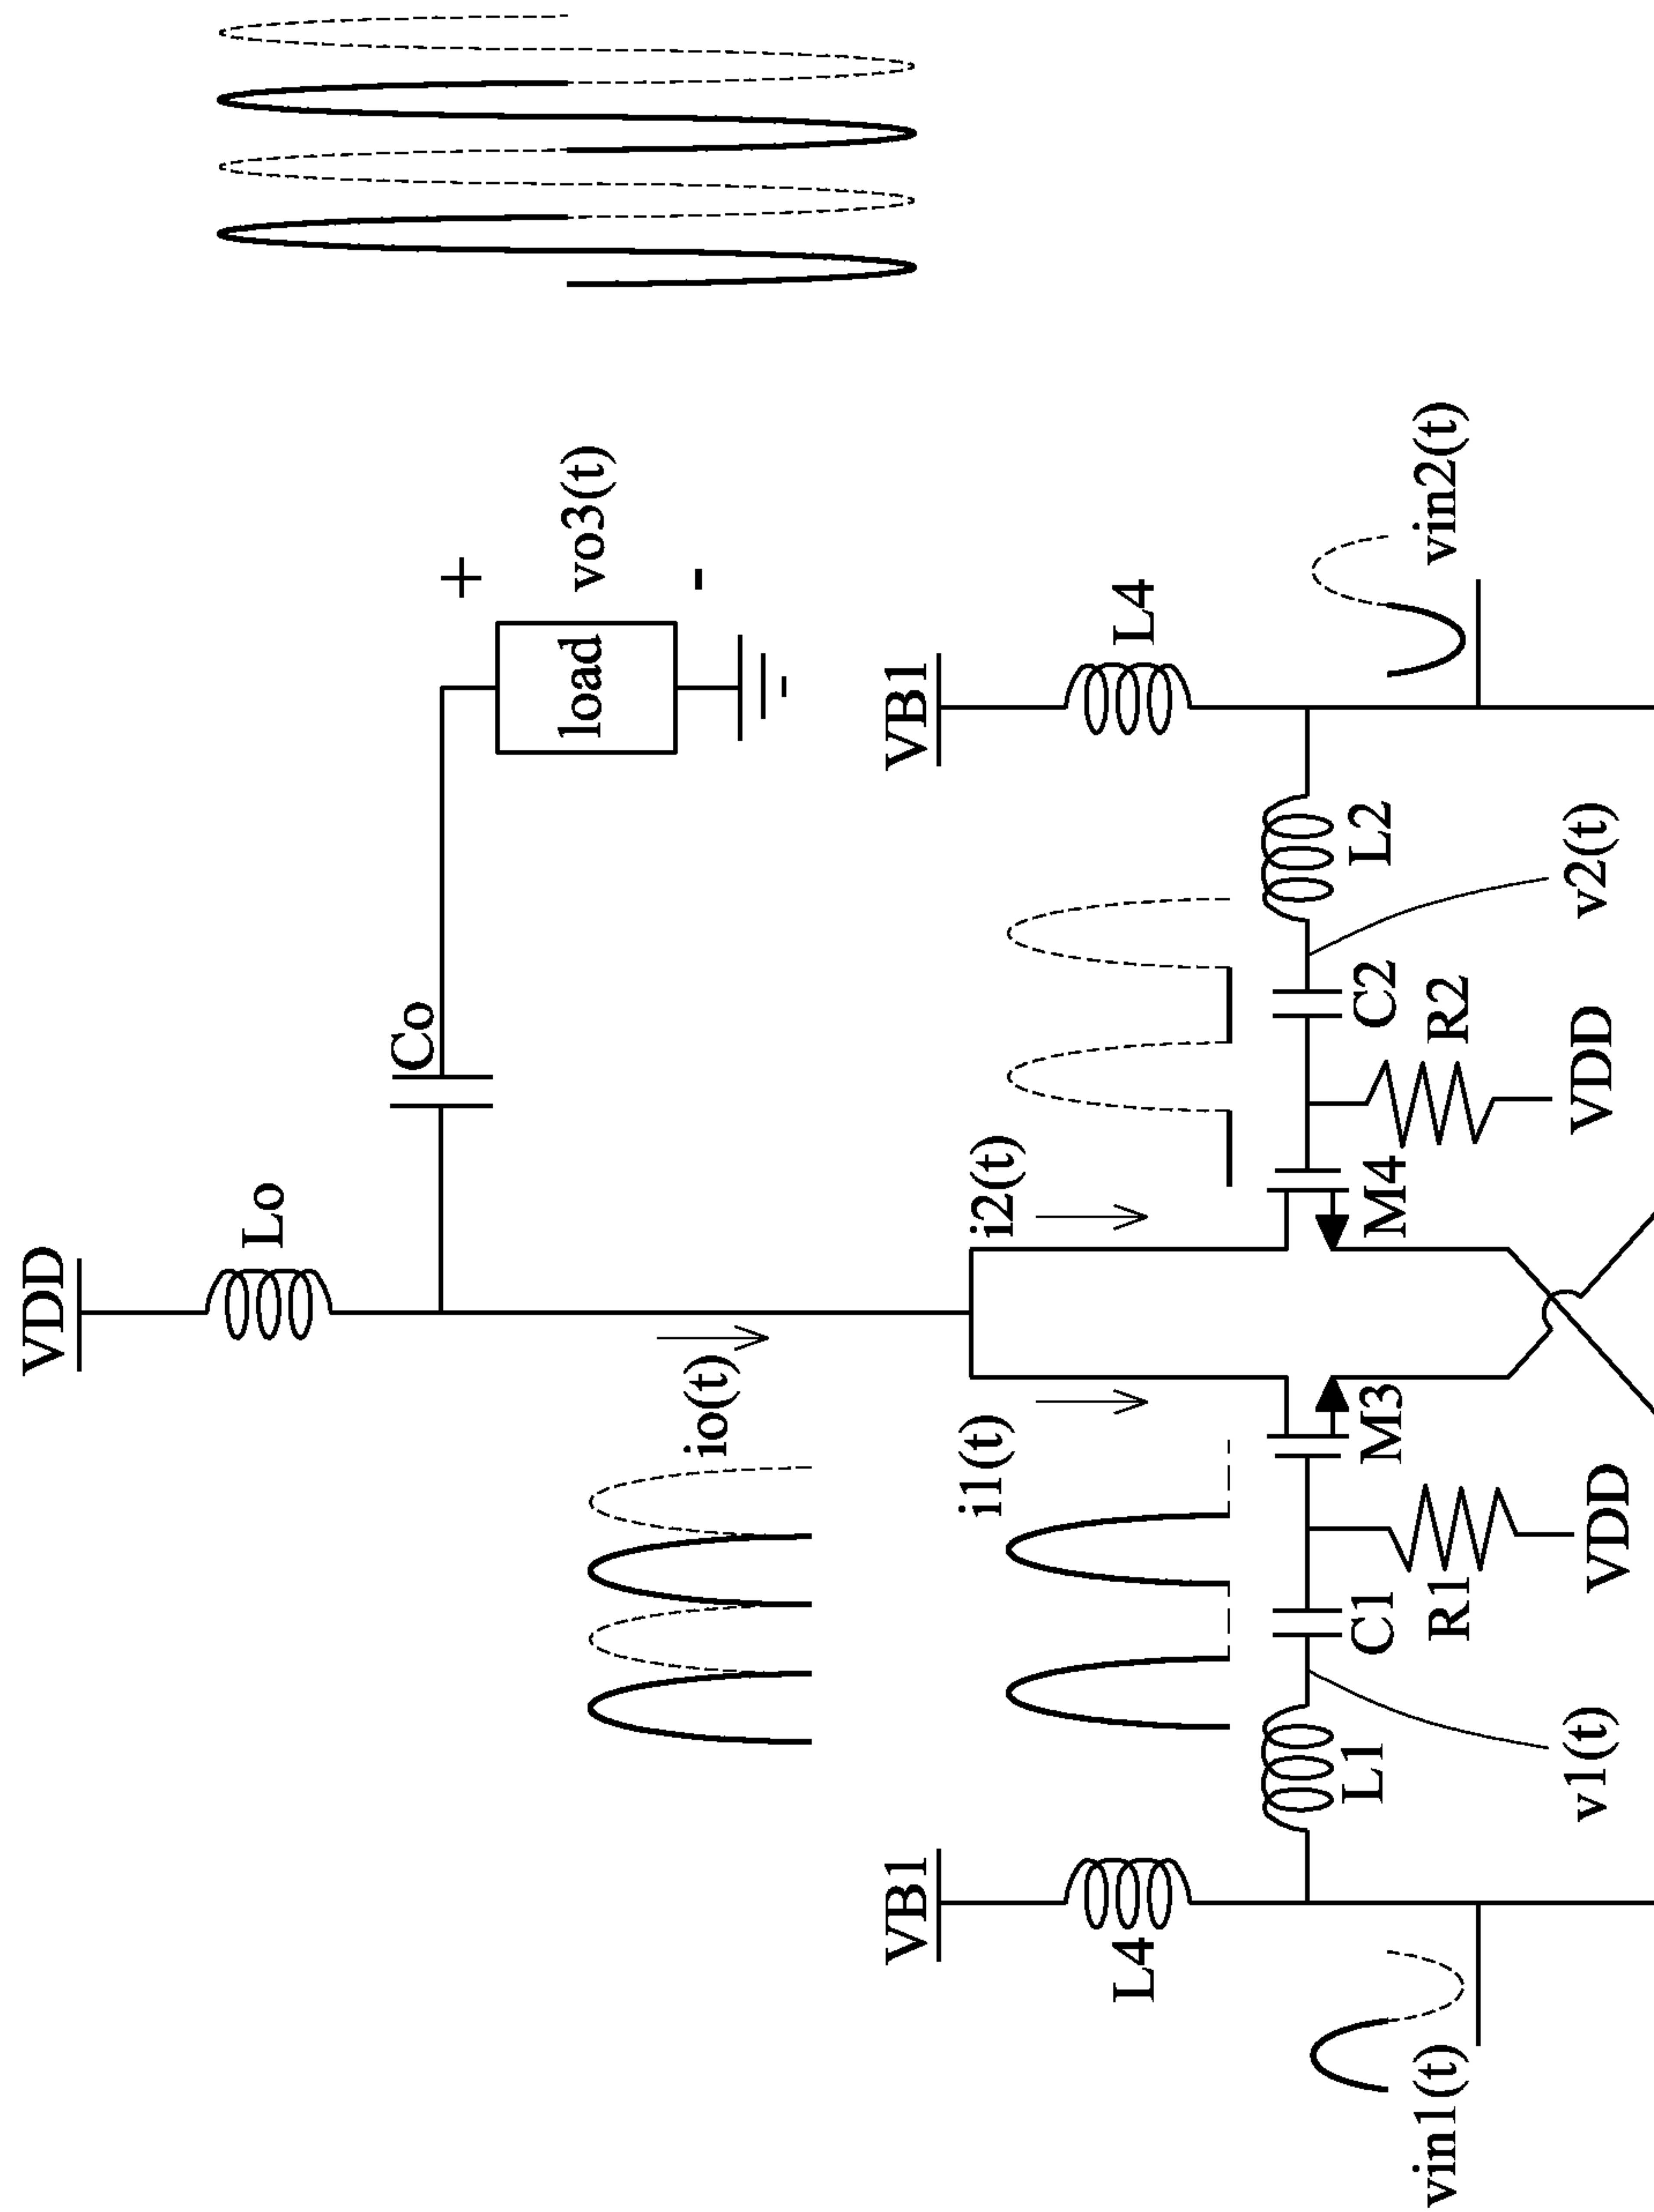 VDD
Lo
Co
+
load
vo3(t)
-
io(t)
i1(t)
i2(t)
VB1
L4
VB1
L4
L1
C1
M3
M4
C2
L2
R1
R2
VDD
VDD
vin1(t)
v1(t)
v2(t)
vin2(t)